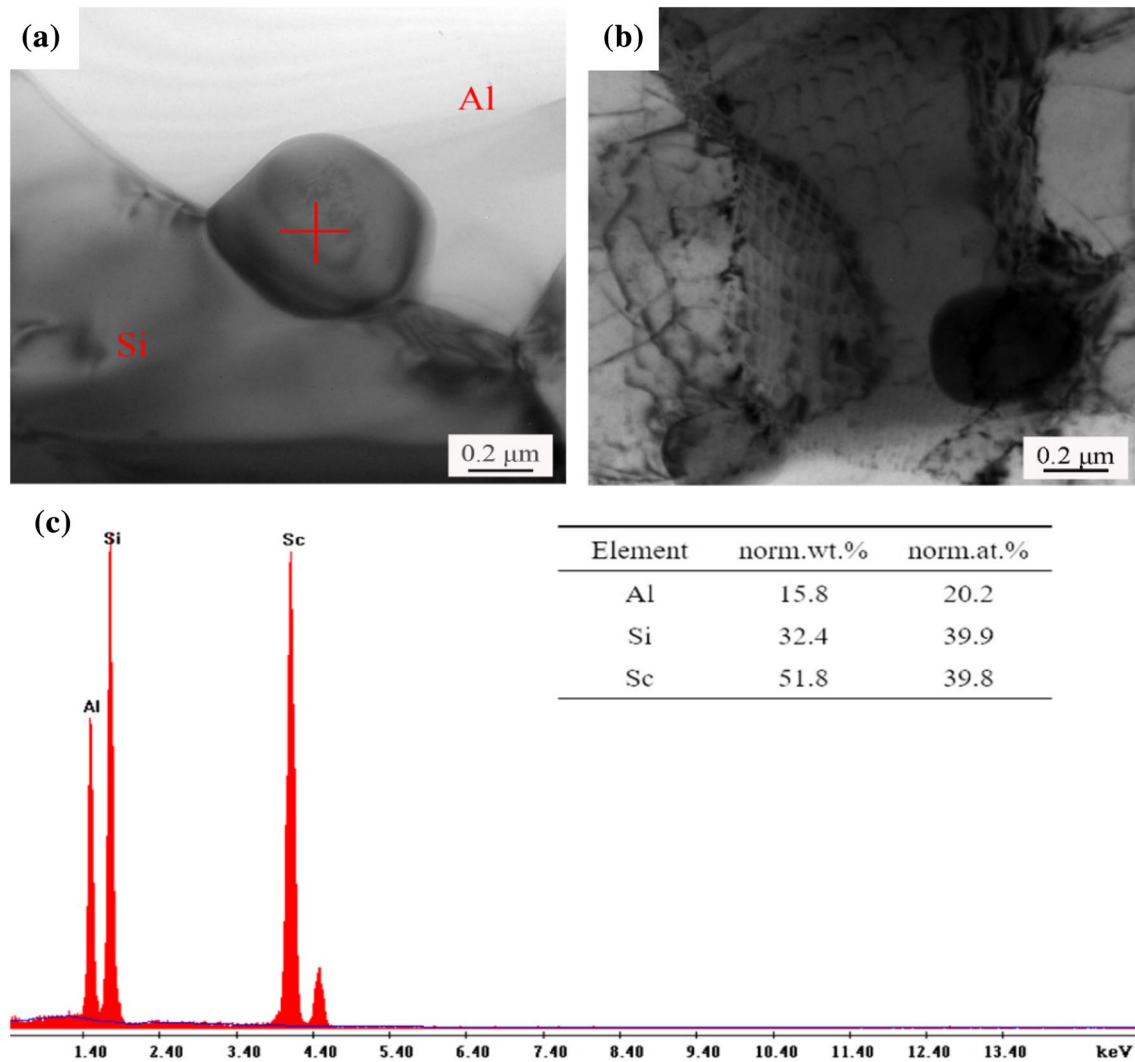 (a)
(b)
Al
Si
0.2 μm
0.2 μm
(c)
Si
Sc
Al
Element norm.wt.% norm.at.%
Al 15.8 20.2
Si 32.4 39.9
Sc 51.8 39.8
1.40 2.40 3.40 4.40 5.40 6.40 7.40 8.40 9.40 10.40 11.40 12.40 13.40 keV